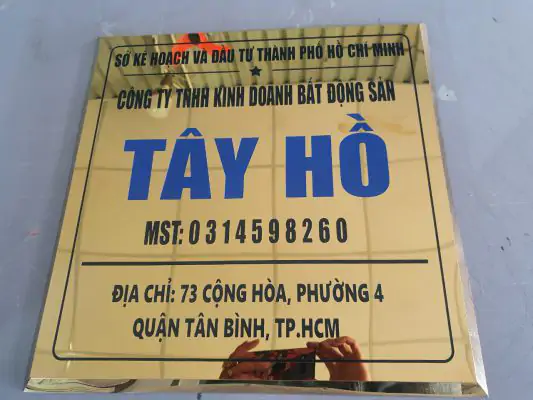 SỞ KẾ HOẠCH VÀ ĐẦU TƯ THÀNH PHỐ HỒ CHÍ MINH
CÔNG TY TNHH KINH DOANH BẤT ĐỘNG SẢN
TÂY HỒ
MST: 0314598260
ĐỊA CHỈ: 73 CỘNG HÒA, PHƯỜNG 4
QUẬN TÂN BÌNH, TP.HCM